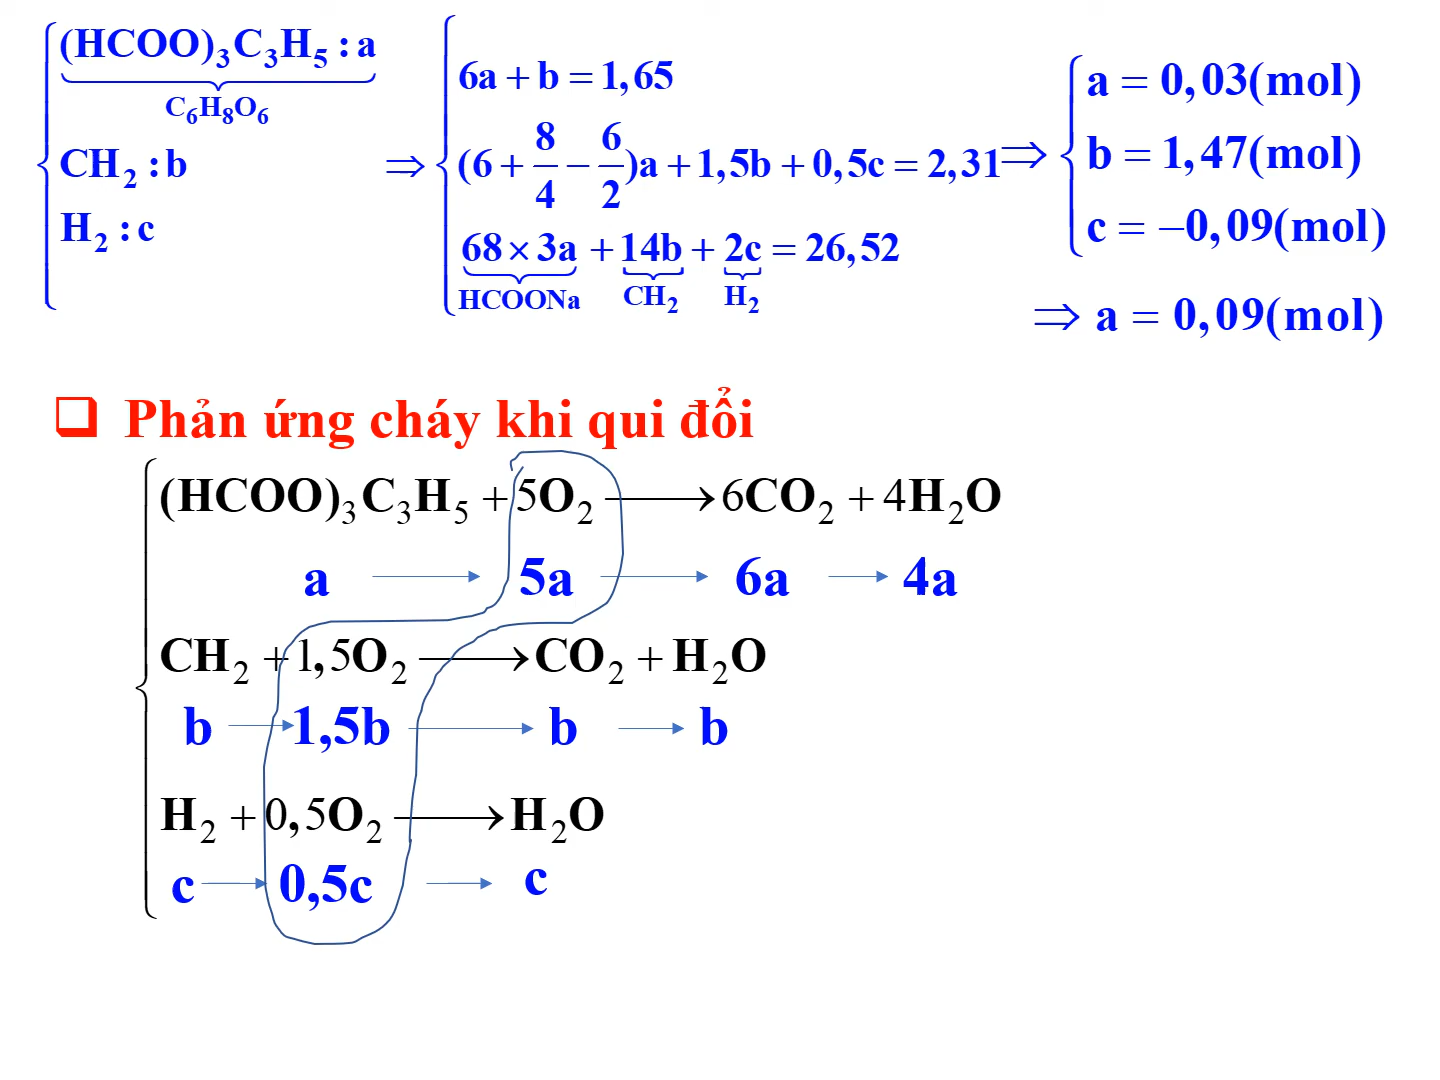 (HCOO)₃C₃H₅ : a
C₆H₈O₆
CH₂ : b
H₂ : c
⇒
6a + b = 1,65
(6 + 8/4 − 6/2)a + 1,5b + 0,5c = 2,31
68 × 3a + 14b + 2c = 26,52
HCOONa CH₂ H₂
⇒
a = 0,03(mol)
b = 1,47(mol)
c = −0,09(mol)
⇒ a = 0,09(mol)
❑ Phản ứng cháy khi qui đổi
(HCOO)₃C₃H₅ + 5O₂ ⟶ 6CO₂ + 4H₂O
a → 5a → 6a → 4a
CH₂ + 1,5O₂ ⟶ CO₂ + H₂O
b → 1,5b → b → b
H₂ + 0,5O₂ ⟶ H₂O
c → 0,5c → c